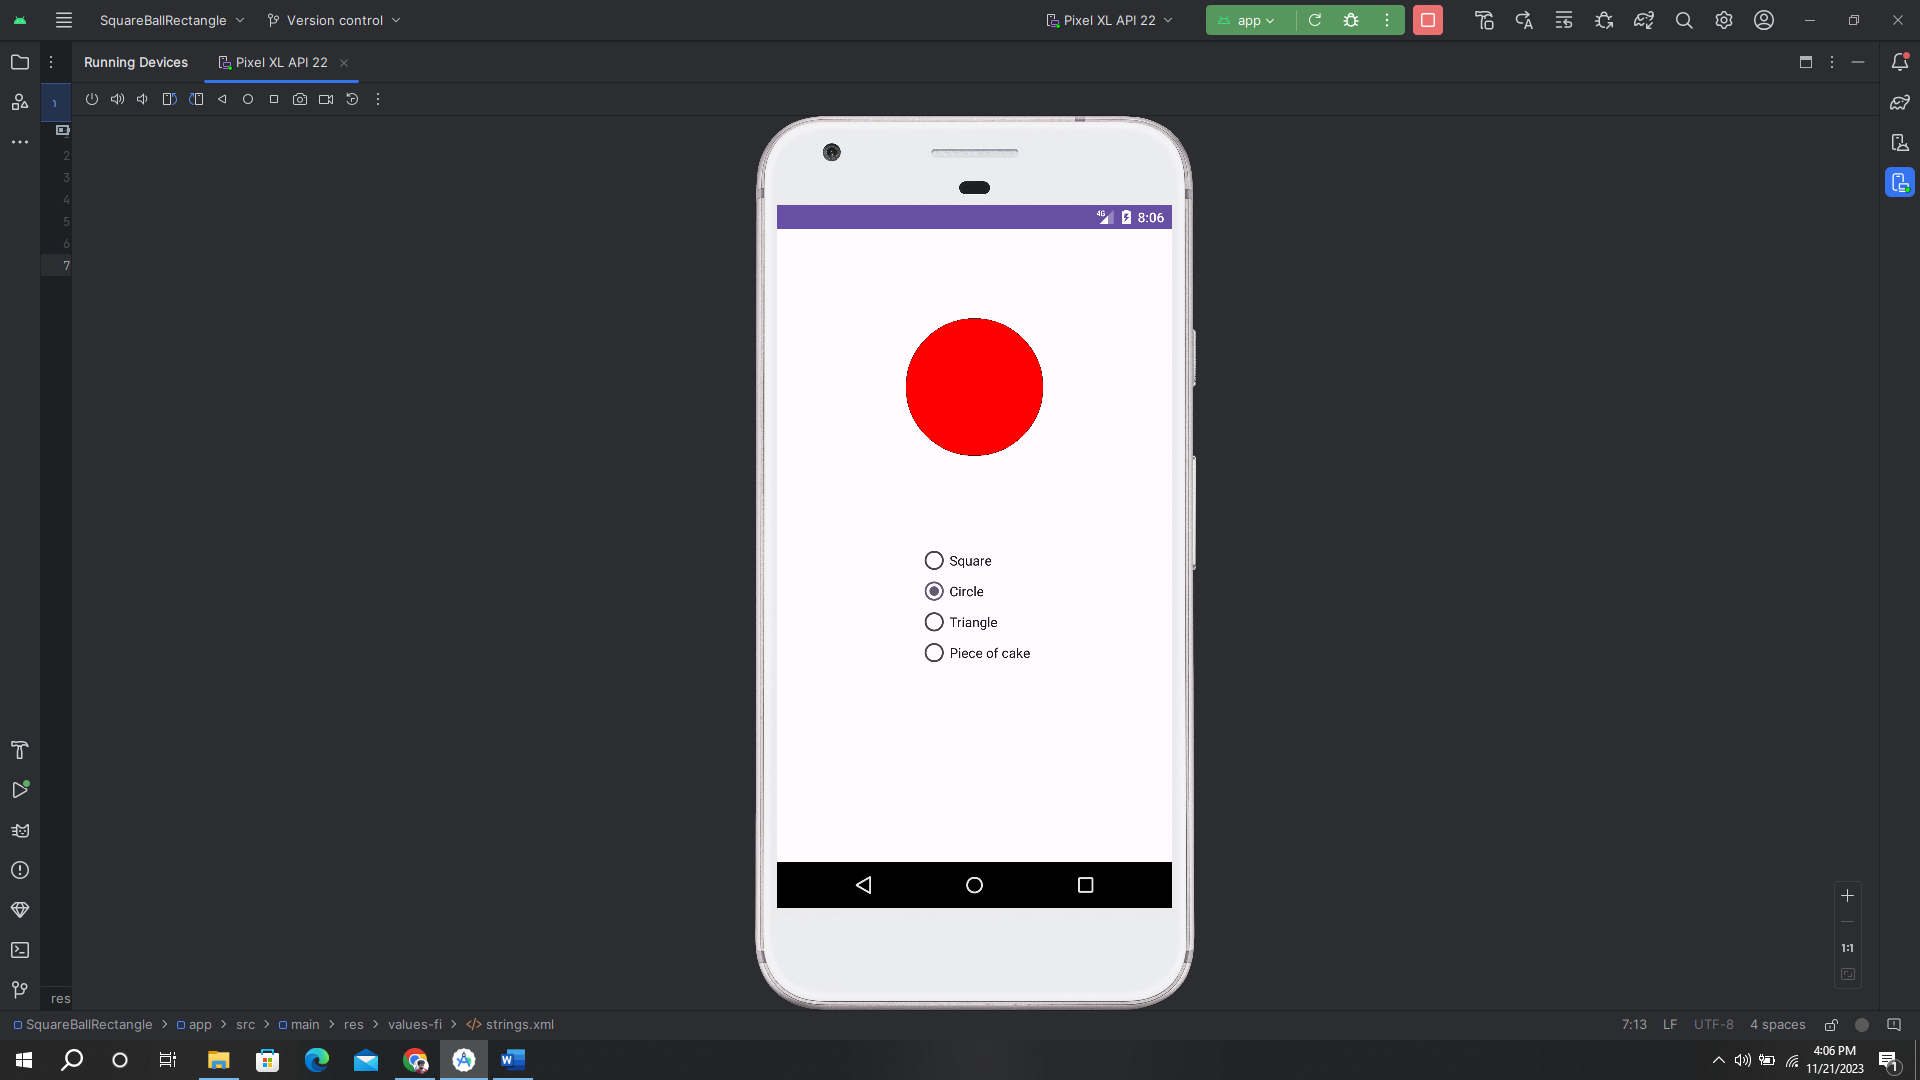 SquareBallRectangle
Version control
Pixel XL API 22
app
Running Devices
Pixel XL API 22
2
3
4
5
6
7
4G 8:06
Square
Circle
Triangle
Piece of cake
1:1
res
SquareBallRectangle > app > src > main > res > values-fi > </> strings.xml
7:13 LF UTF-8 4 spaces
W
4:06 PM
11/21/2023
1